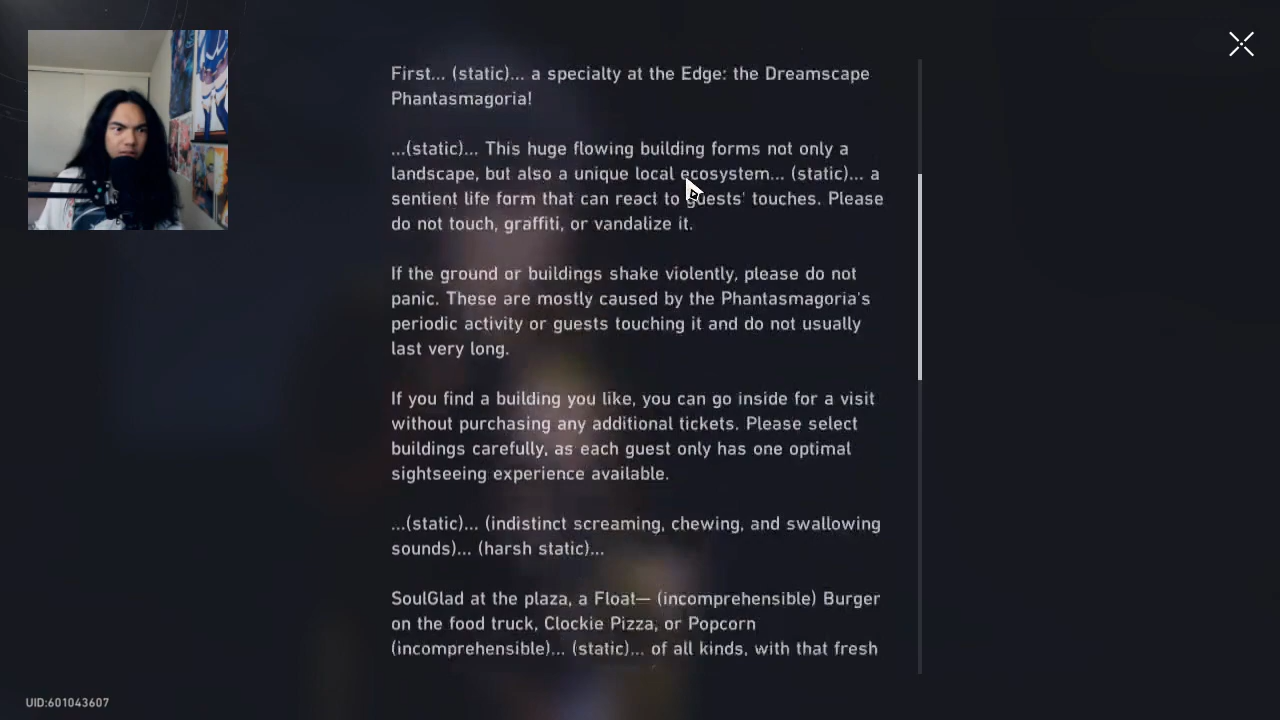 First... (static)... a specialty at the Edge: the Dreamscape
Phantasmagoria!
...(static)... This huge flowing building forms not only a
landscape, but also a unique local ecosystem... (static)... a
sentient life form that can react to guests' touches. Please
do not touch, graffiti, or vandalize it.
If the ground or buildings shake violently, please do not
panic. These are mostly caused by the Phantasmagoria's
periodic activity or guests touching it and do not usually
last very long.
If you find a building you like, you can go inside for a visit
without purchasing any additional tickets. Please select
buildings carefully, as each guest only has one optimal
sightseeing experience available.
...(static)... (indistinct screaming, chewing, and swallowing
sounds)... (harsh static)...
SoulGlad at the plaza, a Float— (incomprehensible) Burger
on the food truck, Clockie Pizza, or Popcorn
(incomprehensible)... (static)... of all kinds, with that fresh
UID:601043607